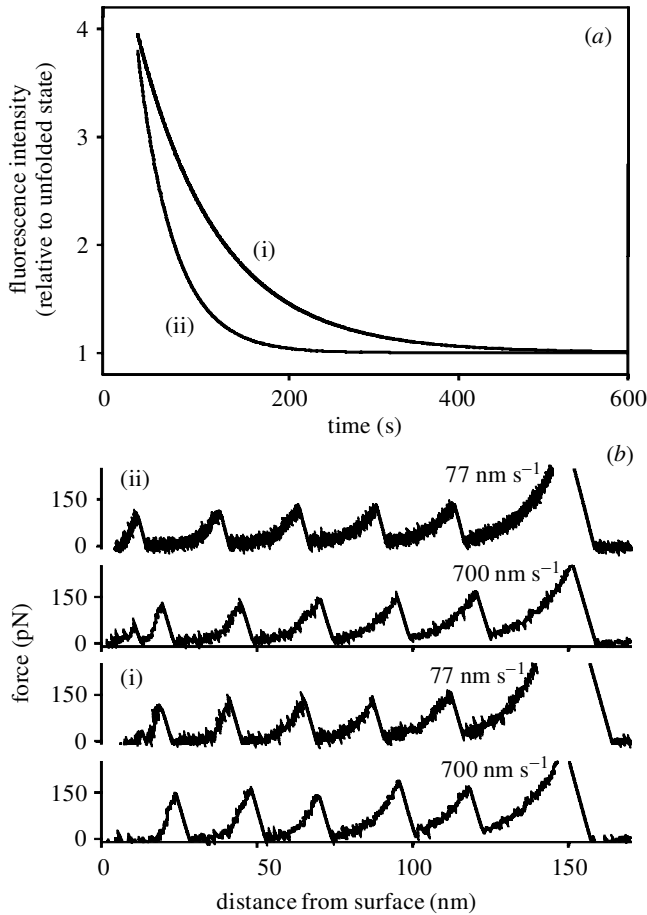 (a)
4
3
2
1
fluorescence intensity
(relative to unfolded state)
(i)
(ii)
0 200 400 600
time (s)
(b)
(ii) 77 nm s⁻¹
150
0
700 nm s⁻¹
150
0
force (pN)
(i) 77 nm s⁻¹
150
0
700 nm s⁻¹
150
0
0 50 100 150
distance from surface (nm)